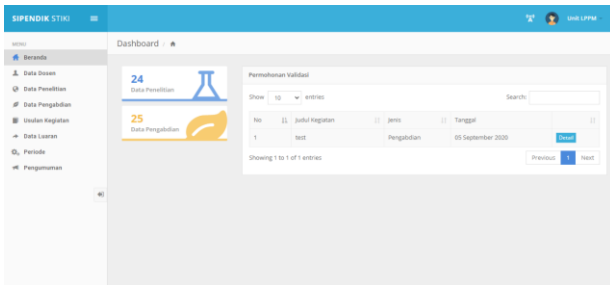 SIPENDIK STIKI
Unit LPPM
MENU
Beranda
Data Dosen
Data Penelitian
Data Pengabdian
Usulan Kegiatan
Data Luaran
Periode
Pengumuman
Dashboard /
24
Data Penelitian
25
Data Pengabdian
Permohonan Validasi
Show 10 entries Search:
No Judul Kegiatan Jenis Tanggal
1 test Pengabdian 05 September 2020 Detail
Showing 1 to 1 of 1 entries Previous 1 Next